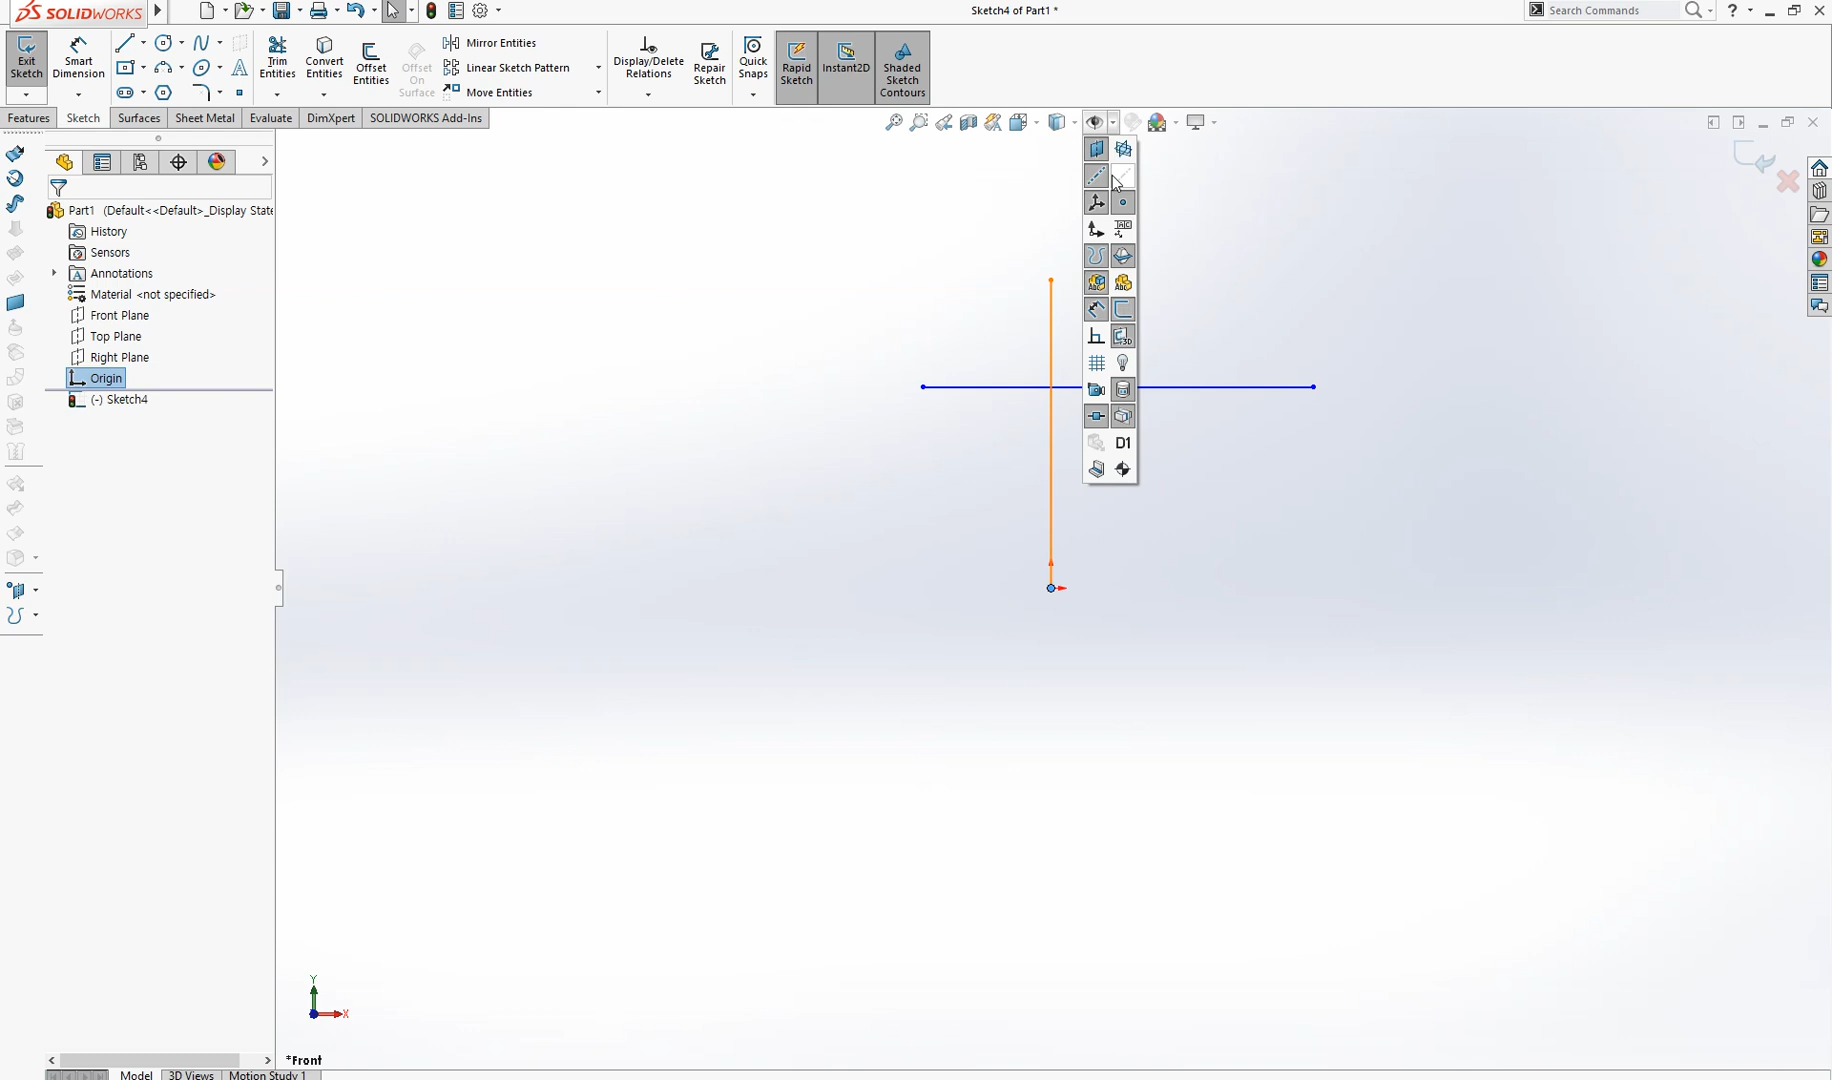 SOLIDWORKS
Sketch4 of Part1 *
Search Commands
?
Exit Sketch
Smart Dimension
Trim Entities
Convert Entities
Offset Entities
Offset On Surface
Mirror Entities
Linear Sketch Pattern
Move Entities
Display/Delete Relations
Repair Sketch
Quick Snaps
Rapid Sketch
Instant2D
Shaded Sketch Contours
Features
Sketch
Surfaces
Sheet Metal
Evaluate
DimXpert
SOLIDWORKS Add-Ins
Part1 (Default<<Default>_Display State
History
Sensors
Annotations
Material <not specified>
Front Plane
Top Plane
Right Plane
Origin
(-) Sketch4
D1
Y
X
*Front
Model
3D Views
Motion Study 1